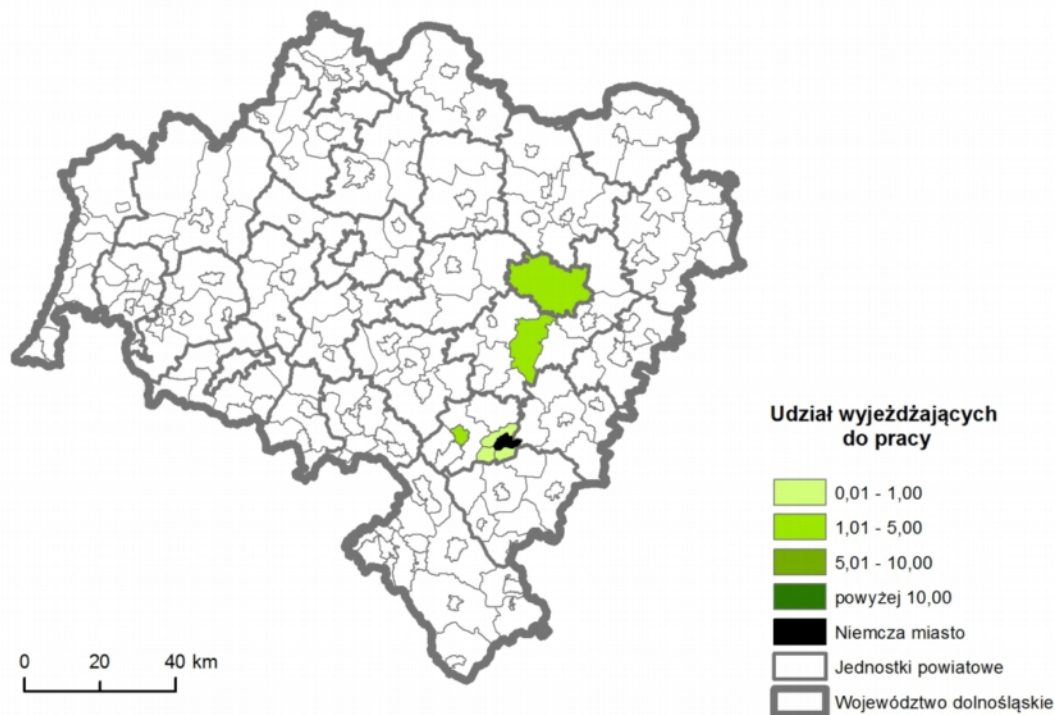 Udział wyjeżdżających
do pracy
0,01 - 1,00
1,01 - 5,00
5,01 - 10,00
powyżej 10,00
Niemcza miasto
Jednostki powiatowe
Województwo dolnośląskie
0 20 40 km